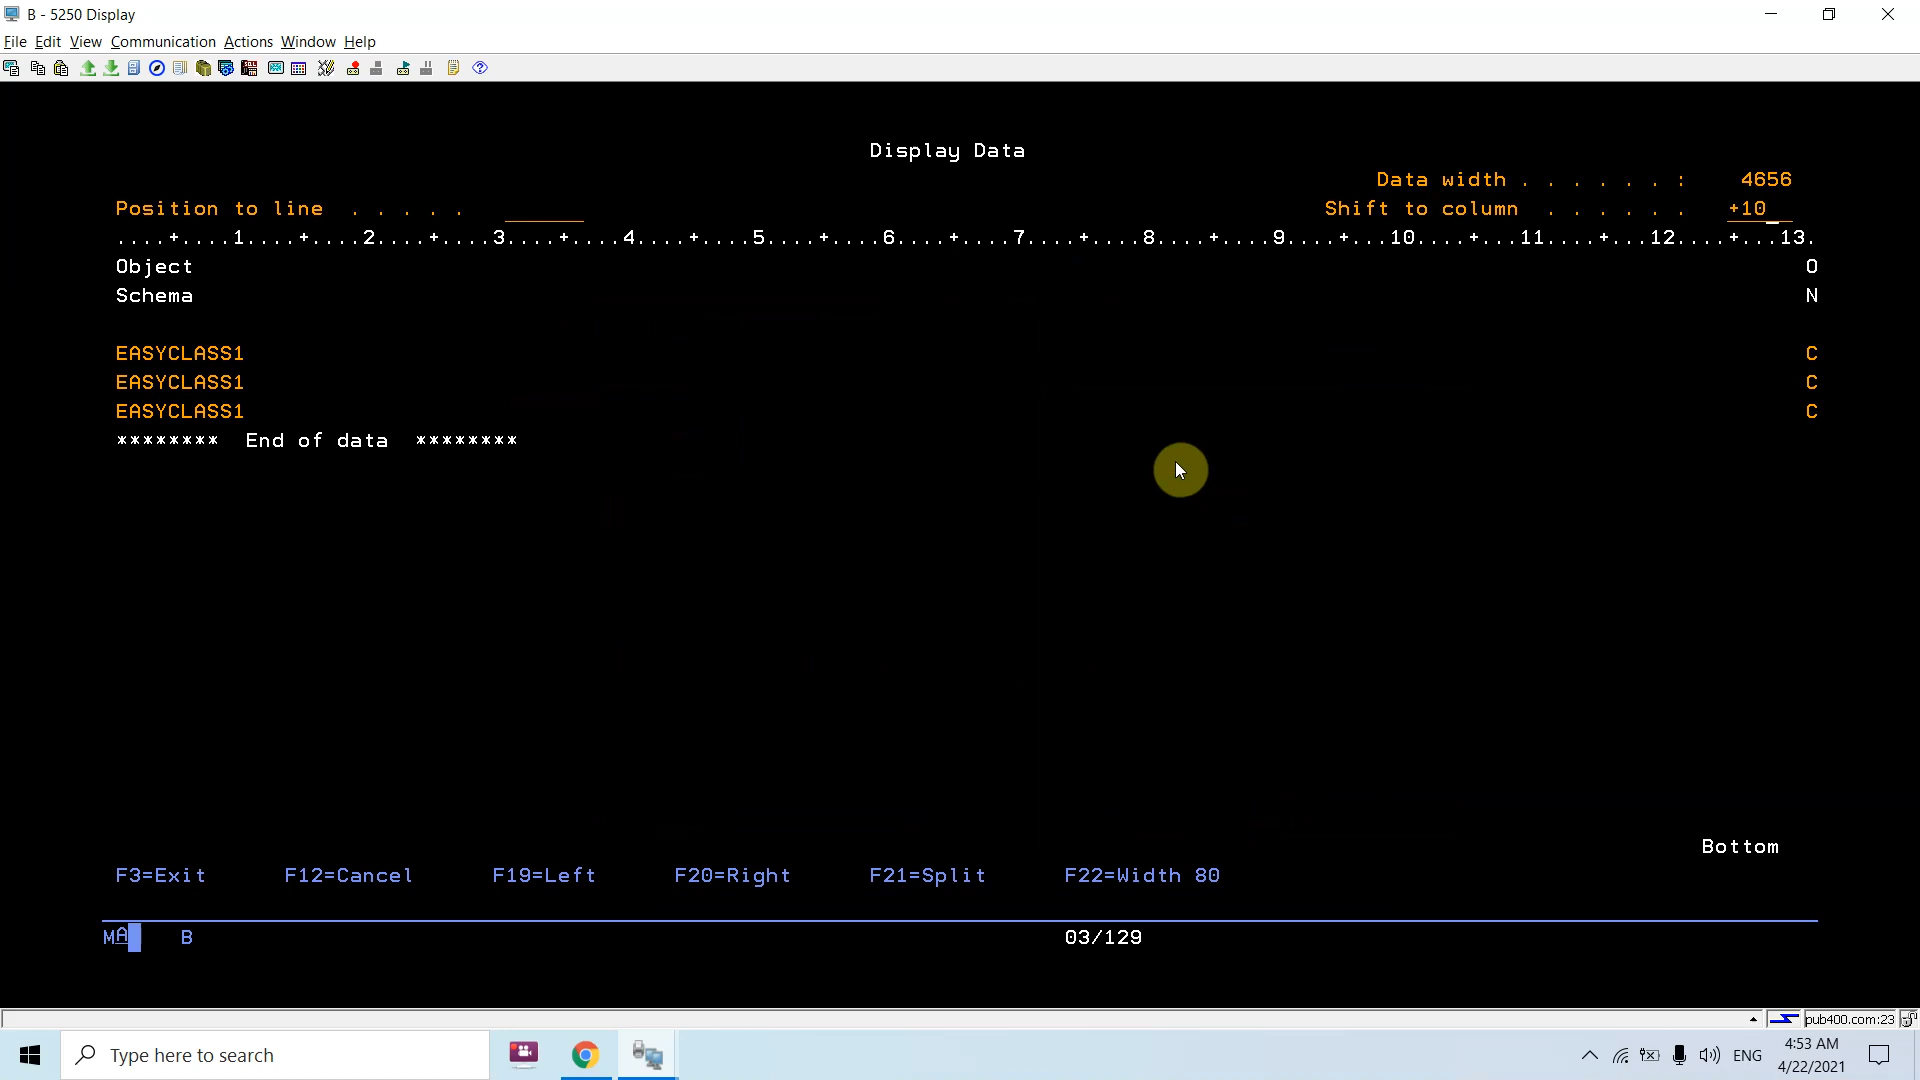 B - 5250 Display
File Edit View Communication Actions Window Help
Display Data
Data width . . . . . . : 4656
Position to line . . . . . Shift to column . . . . . . +10
....+....1....+....2....+....3....+....4....+....5....+....6....+....7....+....8....+....9....+...10....+...11....+...12....+...13.
Object O
Schema N
EASYCLASS1 C
EASYCLASS1 C
EASYCLASS1 C
******** End of data ********
Bottom
F3=Exit F12=Cancel F19=Left F20=Right F21=Split F22=Width 80
MA B 03/129
pub400.com:23
Type here to search ENG 4:53 AM
4/22/2021